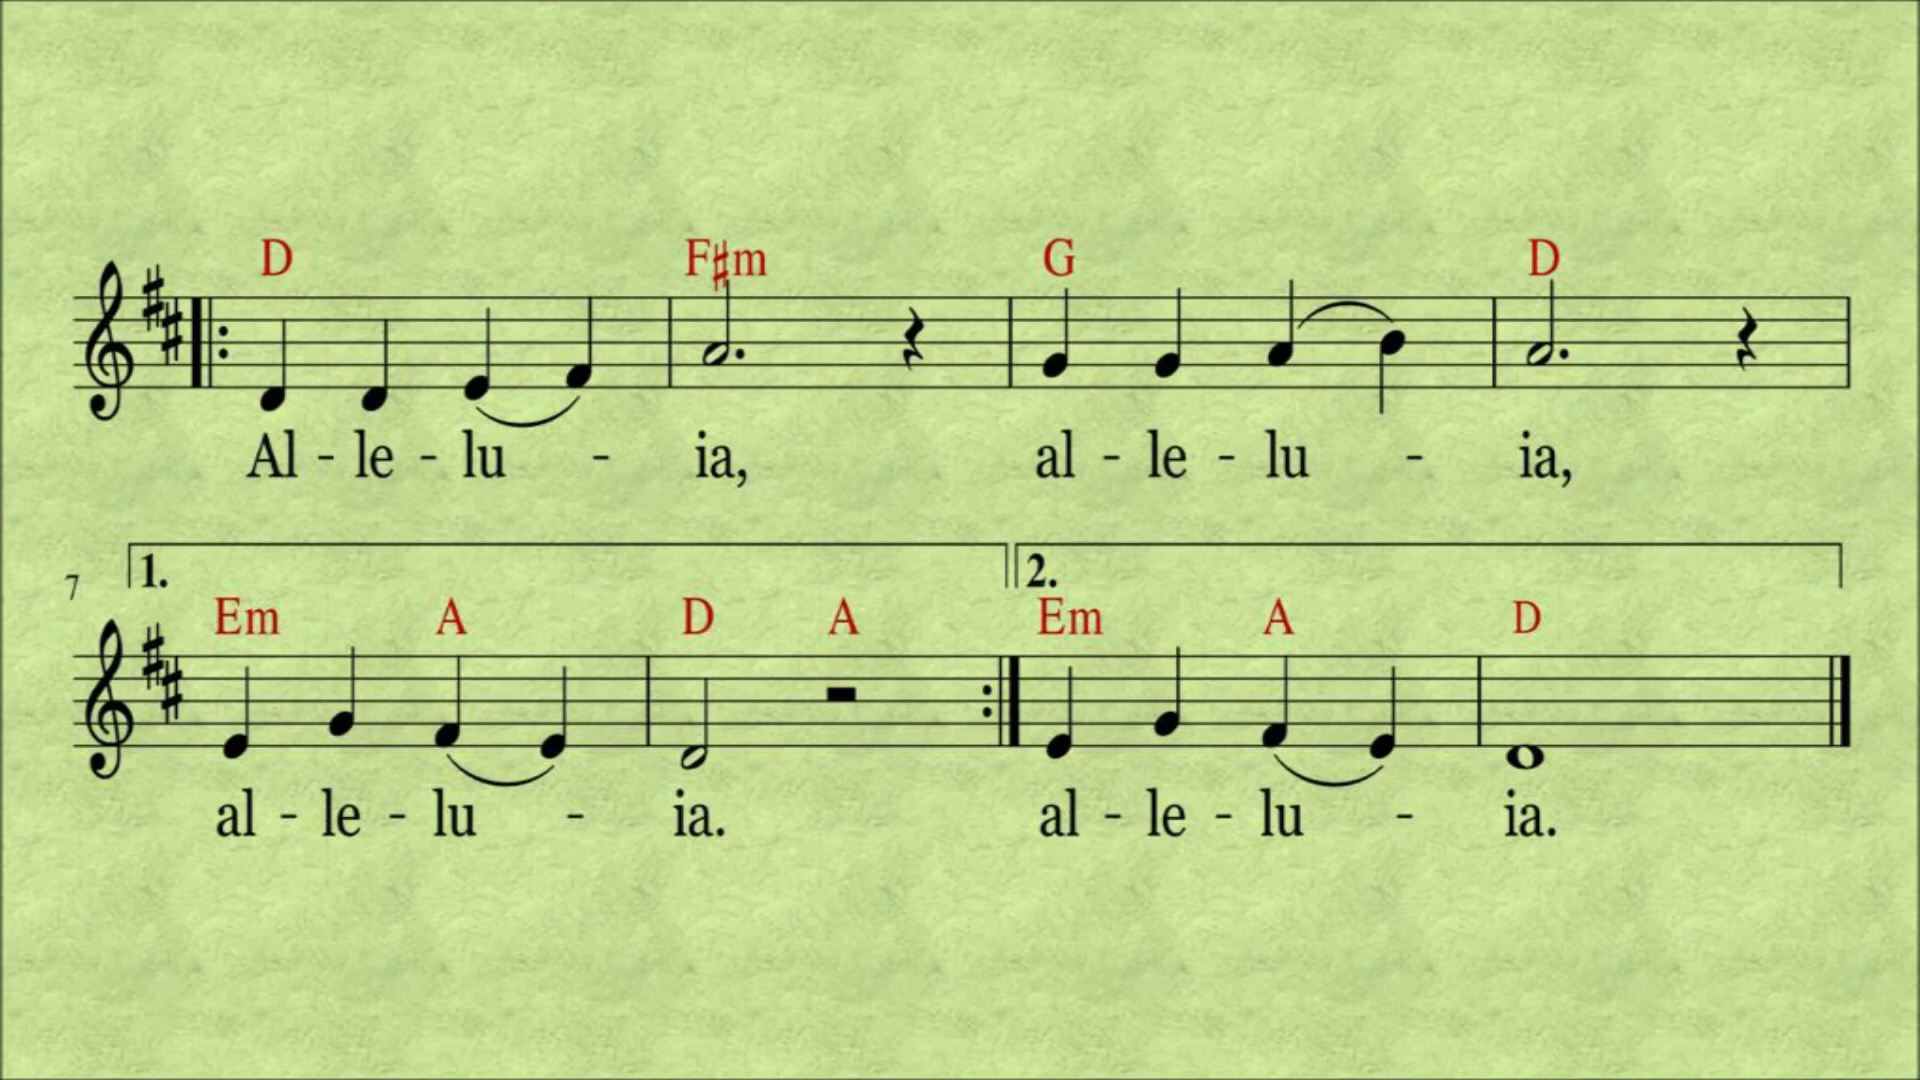 D F♯m G D
Al - le - lu - ia, al - le - lu - ia,
1. 2.
7
Em A D A Em A D
al - le - lu - ia. al - le - lu - ia.